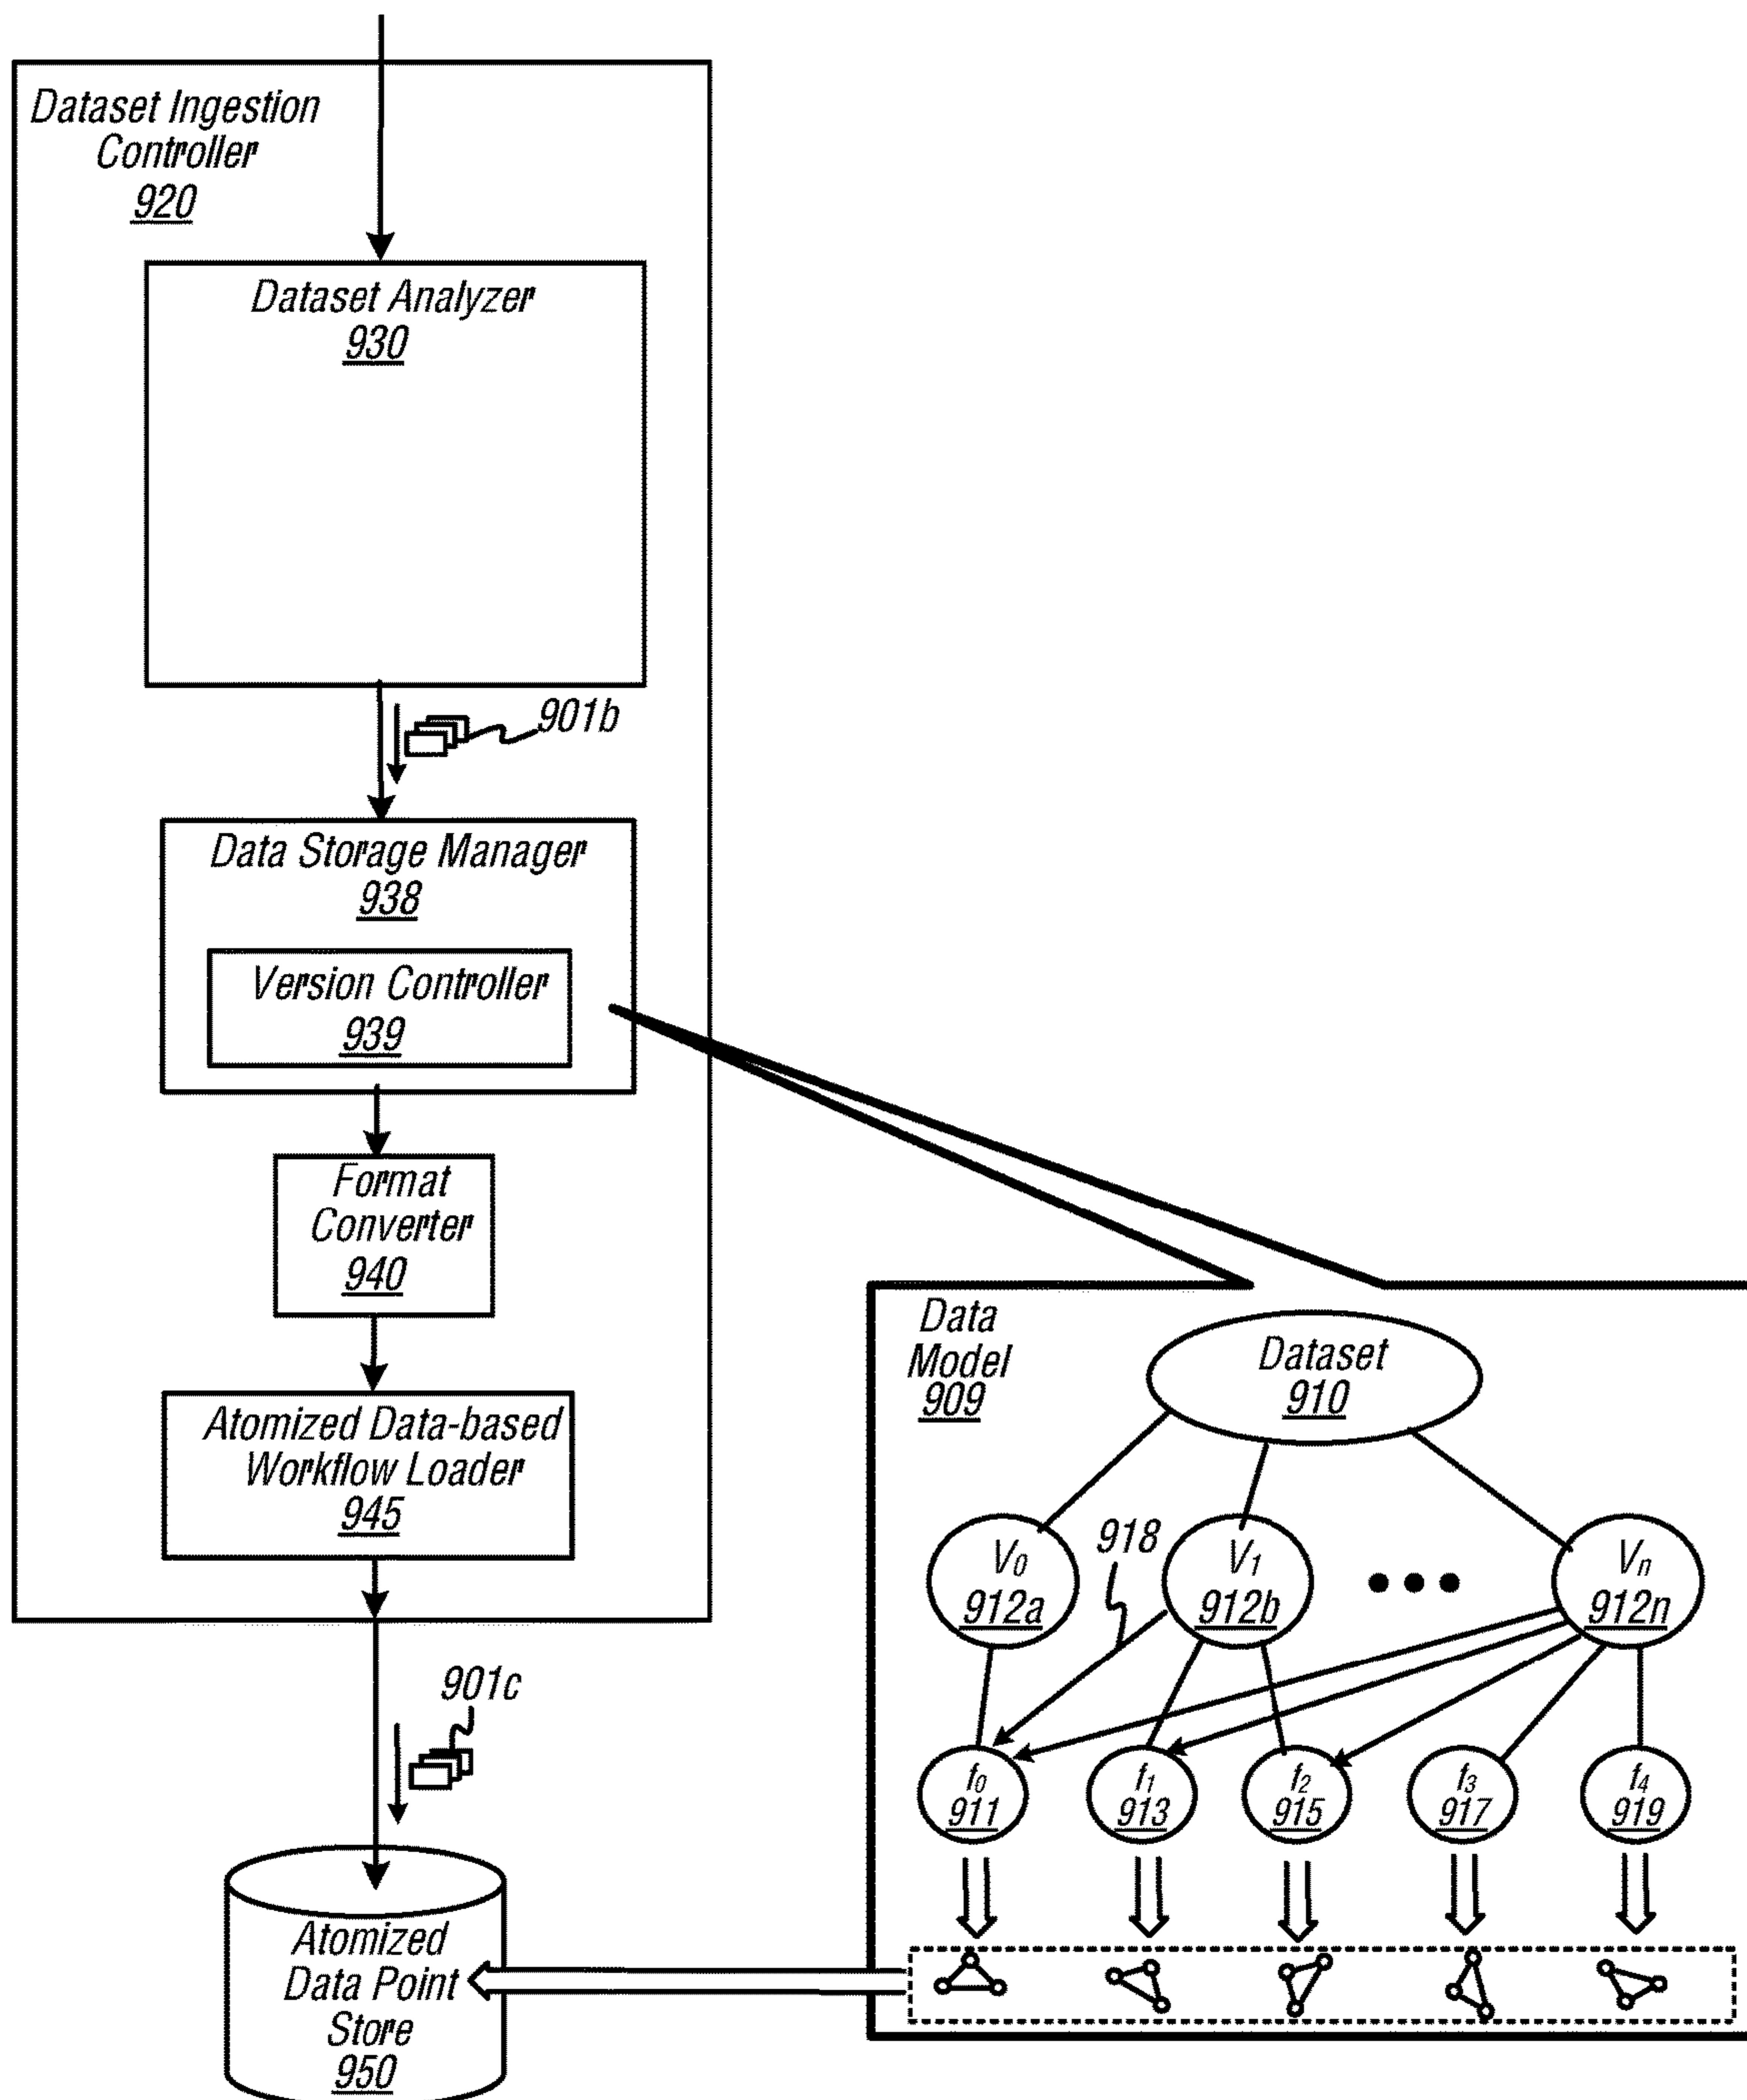 Dataset Ingestion
Controller
920
Dataset Analyzer
930
901b
Data Storage Manager
938
Version Controller
939
Format
Converter
940
Atomized Data-based
Workflow Loader
945
901c
Atomized
Data Point
Store
950
Data
Model
909
Dataset
910
918
V0
912a
V1
912b
Vn
912n
f0
911
f1
913
f2
915
f3
917
f4
919